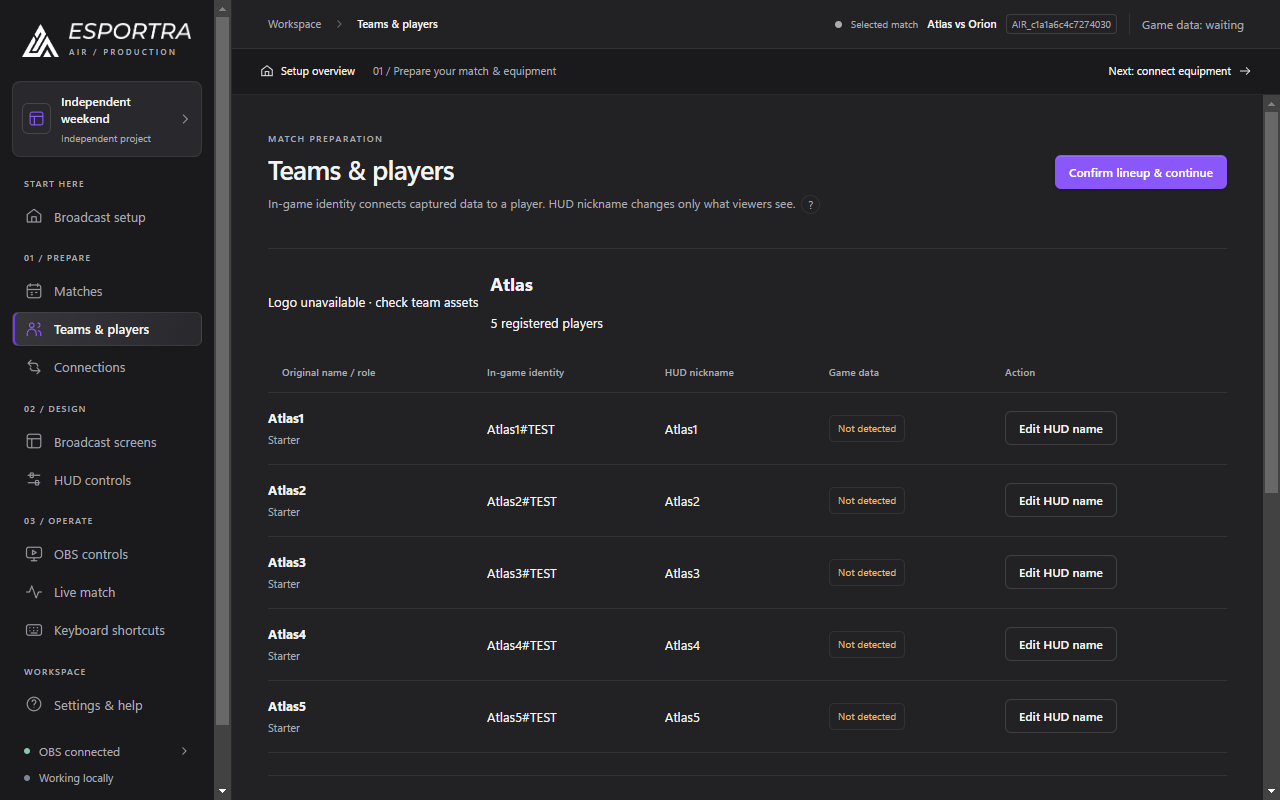 ESPORTRA
AIR / PRODUCTION
Independent
weekend
Independent project
START HERE
Broadcast setup
01 / PREPARE
Matches
Teams & players
Connections
02 / DESIGN
Broadcast screens
HUD controls
03 / OPERATE
OBS controls
Live match
Keyboard shortcuts
WORKSPACE
Settings & help
OBS connected
Working locally
Workspace > Teams & players
Selected match Atlas vs Orion AIR_c1a1a6c4c7274030 Game data: waiting
Setup overview 01 / Prepare your match & equipment
Next: connect equipment →
MATCH PREPARATION
Teams & players
Confirm lineup & continue
In-game identity connects captured data to a player. HUD nickname changes only what viewers see. ?
Logo unavailable · check team assets
Atlas
5 registered players
Original name / role In-game identity HUD nickname Game data Action
Atlas1
Starter
Atlas1#TEST Atlas1 Not detected Edit HUD name
Atlas2
Starter
Atlas2#TEST Atlas2 Not detected Edit HUD name
Atlas3
Starter
Atlas3#TEST Atlas3 Not detected Edit HUD name
Atlas4
Starter
Atlas4#TEST Atlas4 Not detected Edit HUD name
Atlas5
Starter
Atlas5#TEST Atlas5 Not detected Edit HUD name